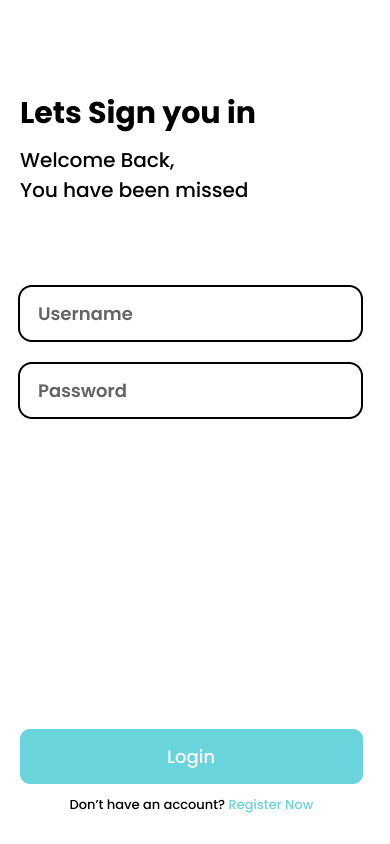 Lets Sign you in
Welcome Back,
You have been missed
Username
Password
Login
Don’t have an account? Register Now